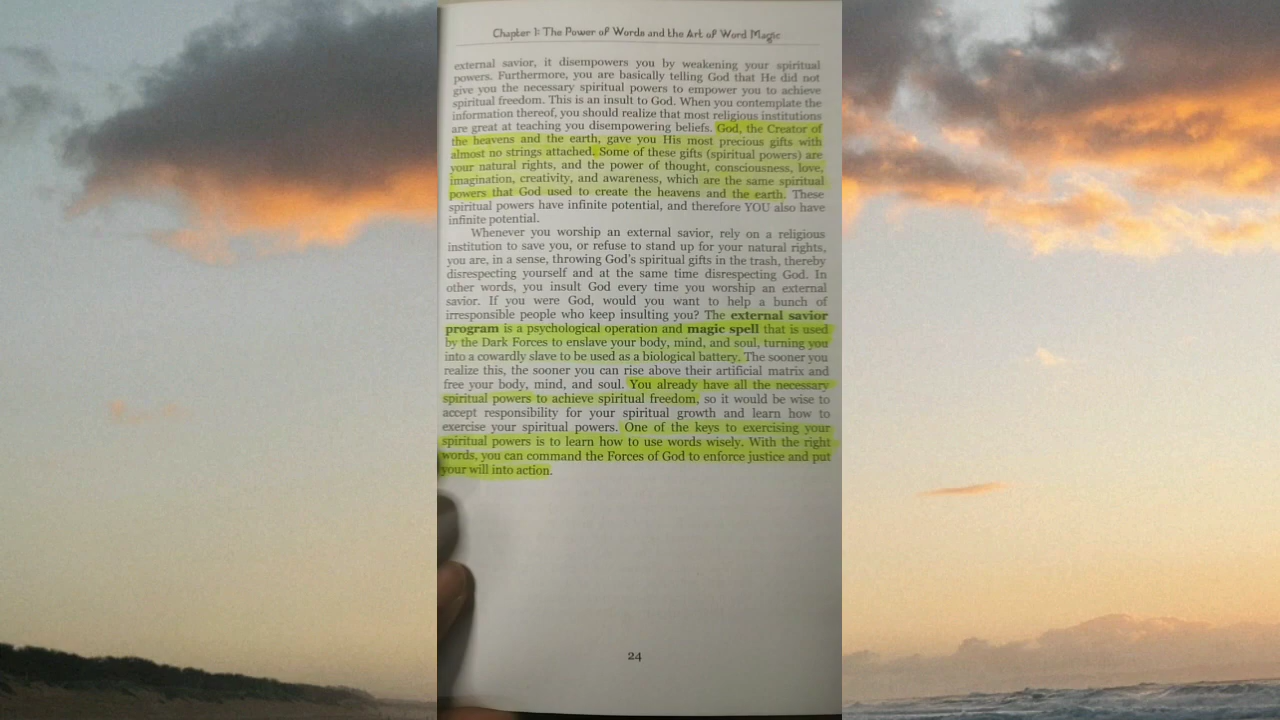 Chapter 1: The Power of Words and the Art of Word Magic
external savior, it disempowers you by weakening your spiritual
powers. Furthermore, you are basically telling God that He did not
give you the necessary spiritual powers to empower you to achieve
spiritual freedom. This is an insult to God. When you contemplate the
information thereof, you should realize that most religious institutions
are great at teaching you disempowering beliefs. God, the Creator of
the heavens and the earth, gave you His most precious gifts with
almost no strings attached. Some of these gifts (spiritual powers) are
your natural rights, and the power of thought, consciousness, love,
imagination, creativity, and awareness, which are the same spiritual
powers that God used to create the heavens and the earth. These
spiritual powers have infinite potential, and therefore YOU also have
infinite potential.
Whenever you worship an external savior, rely on a religious
institution to save you, or refuse to stand up for your natural rights,
you are, in a sense, throwing God's spiritual gifts in the trash, thereby
disrespecting yourself and at the same time disrespecting God. In
other words, you insult God every time you worship an external
savior. If you were God, would you want to help a bunch of
irresponsible people who keep insulting you? The external savior
program is a psychological operation and magic spell that is used
by the Dark Forces to enslave your body, mind, and soul, turning you
into a cowardly slave to be used as a biological battery. The sooner you
realize this, the sooner you can rise above their artificial matrix and
free your body, mind, and soul. You already have all the necessary
spiritual powers to achieve spiritual freedom, so it would be wise to
accept responsibility for your spiritual growth and learn how to
exercise your spiritual powers. One of the keys to exercising your
spiritual powers is to learn how to use words wisely. With the right
words, you can command the Forces of God to enforce justice and put
your will into action.
24